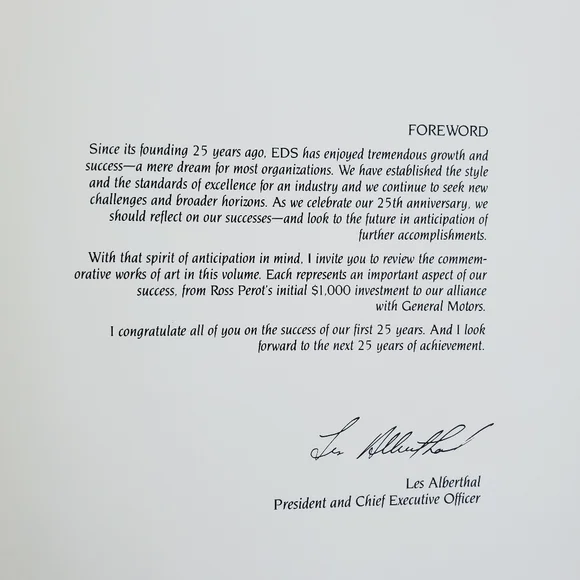 FOREWORD
Since its founding 25 years ago, EDS has enjoyed tremendous growth and
success—a mere dream for most organizations. We have established the style
and the standards of excellence for an industry and we continue to seek new
challenges and broader horizons. As we celebrate our 25th anniversary, we
should reflect on our successes—and look to the future in anticipation of
further accomplishments.
With that spirit of anticipation in mind, I invite you to review the commem-
orative works of art in this volume. Each represents an important aspect of our
success, from Ross Perot's initial $1,000 investment to our alliance
with General Motors.
I congratulate all of you on the success of our first 25 years. And I look
forward to the next 25 years of achievement.
Les Alberthal
Les Alberthal
President and Chief Executive Officer